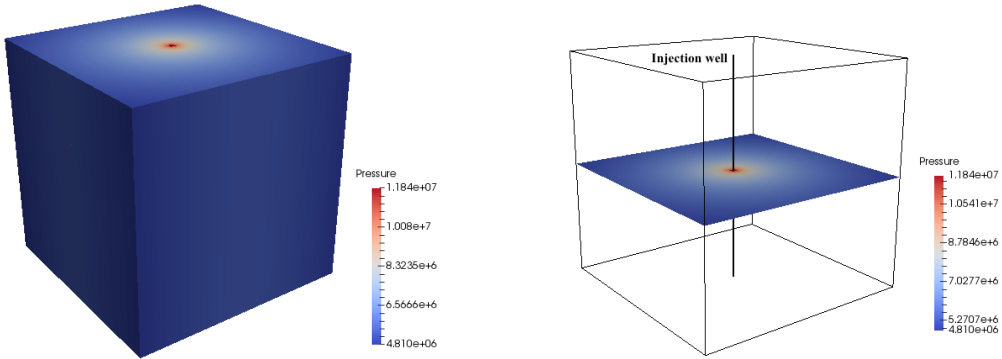 Pressure
1.184e+07
1.008e+7
8.3235e+6
6.5666e+6
4.810e+06
Injection well
Pressure
1.184e+07
1.0541e+7
8.7846e+6
7.0277e+6
5.2707e+6
4.810e+06